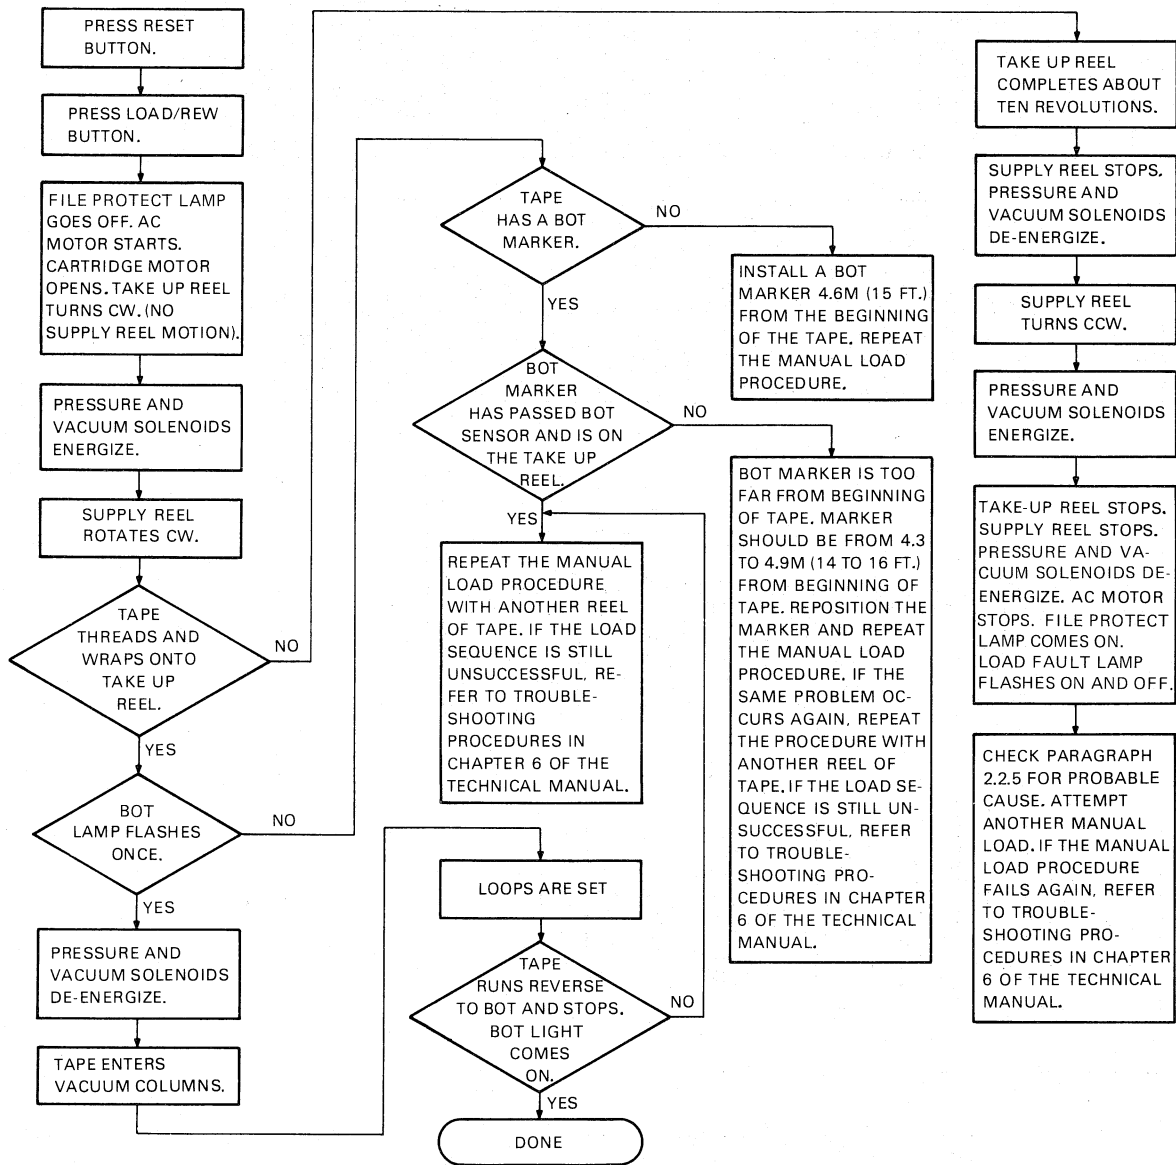 PRESS RESET
BUTTON.
PRESS LOAD/REW
BUTTON.
FILE PROTECT LAMP
GOES OFF. AC
MOTOR STARTS.
CARTRIDGE MOTOR
OPENS. TAKE UP REEL
TURNS CW. (NO
SUPPLY REEL MOTION).
PRESSURE AND
VACUUM SOLENOIDS
ENERGIZE.
SUPPLY REEL
ROTATES CW.
TAPE
THREADS AND
WRAPS ONTO
TAKE UP
REEL.
NO
YES
BOT
LAMP FLASHES
ONCE.
NO
YES
PRESSURE AND
VACUUM SOLENOIDS
DE-ENERGIZE.
TAPE ENTERS
VACUUM COLUMNS.
TAPE
HAS A BOT
MARKER.
NO
YES
INSTALL A BOT
MARKER 4.6M (15 FT.)
FROM THE BEGINNING
OF THE TAPE. REPEAT
THE MANUAL LOAD
PROCEDURE.
BOT
MARKER
HAS PASSED BOT
SENSOR AND IS ON
THE TAKE UP
REEL.
NO
YES
REPEAT THE MANUAL
LOAD PROCEDURE
WITH ANOTHER REEL
OF TAPE. IF THE LOAD
SEQUENCE IS STILL
UNSUCCESSFUL, RE-
FER TO TROUBLE-
SHOOTING
PROCEDURES IN
CHAPTER 6 OF THE
TECHNICAL MANUAL.
BOT MARKER IS TOO
FAR FROM BEGINNING
OF TAPE. MARKER
SHOULD BE FROM 4.3
TO 4.9M (14 TO 16 FT.)
FROM BEGINNING OF
TAPE. REPOSITION THE
MARKER AND REPEAT
THE MANUAL LOAD
PROCEDURE. IF THE
SAME PROBLEM OC-
CURS AGAIN, REPEAT
THE PROCEDURE WITH
ANOTHER REEL OF
TAPE. IF THE LOAD SE-
QUENCE IS STILL UN-
SUCCESSFUL, REFER
TO TROUBLE-
SHOOTING PRO-
CEDURES IN CHAPTER
6 OF THE TECHNICAL
MANUAL.
LOOPS ARE SET
TAPE
RUNS REVERSE
TO BOT AND STOPS.
BOT LIGHT
COMES
ON.
NO
YES
DONE
TAKE UP REEL
COMPLETES ABOUT
TEN REVOLUTIONS.
SUPPLY REEL STOPS.
PRESSURE AND
VACUUM SOLENOIDS
DE-ENERGIZE.
SUPPLY REEL
TURNS CCW.
PRESSURE AND
VACUUM SOLENOIDS
ENERGIZE.
TAKE-UP REEL STOPS.
SUPPLY REEL STOPS.
PRESSURE AND VA-
CUUM SOLENOIDS DE-
ENERGIZE. AC MOTOR
STOPS. FILE PROTECT
LAMP COMES ON.
LOAD FAULT LAMP
FLASHES ON AND OFF.
CHECK PARAGRAPH
2.2.5 FOR PROBABLE
CAUSE. ATTEMPT
ANOTHER MANUAL
LOAD. IF THE MANUAL
LOAD PROCEDURE
FAILS AGAIN, REFER
TO TROUBLE-
SHOOTING PRO-
CEDURES IN CHAPTER
6 OF THE TECHNICAL
MANUAL.